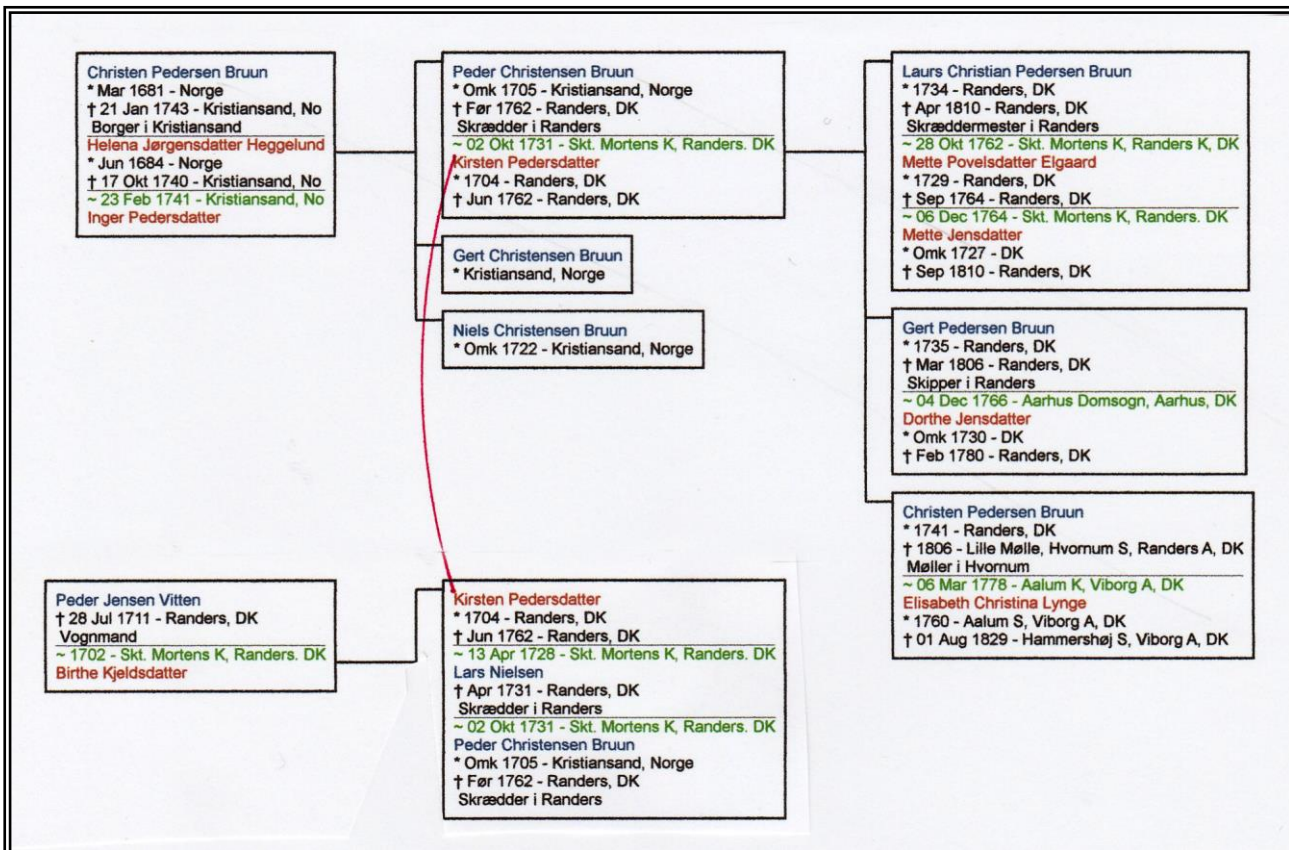 Christen Pedersen Bruun
* Mar 1681 - Norge
† 21 Jan 1743 - Kristiansand, No
Borger i Kristiansand
Helena Jørgensdatter Heggelund
* Jun 1684 - Norge
† 17 Okt 1740 - Kristiansand, No
~ 23 Feb 1741 - Kristiansand, No
Inger Pedersdatter
Peder Christensen Bruun
* Omk 1705 - Kristiansand, Norge
† Før 1762 - Randers, DK
Skrædder i Randers
~ 02 Okt 1731 - Skt. Mortens K, Randers. DK
Kirsten Pedersdatter
* 1704 - Randers, DK
† Jun 1762 - Randers, DK
Gert Christensen Bruun
* Kristiansand, Norge
Niels Christensen Bruun
* Omk 1722 - Kristiansand, Norge
Laurs Christian Pedersen Bruun
* 1734 - Randers, DK
† Apr 1810 - Randers, DK
Skræddermester i Randers
~ 28 Okt 1762 - Skt. Mortens K, Randers K, DK
Mette Povelsdatter Elgaard
* 1729 - Randers, DK
† Sep 1764 - Randers, DK
~ 06 Dec 1764 - Skt. Mortens K, Randers. DK
Mette Jensdatter
* Omk 1727 - DK
† Sep 1810 - Randers, DK
Gert Pedersen Bruun
* 1735 - Randers, DK
† Mar 1806 - Randers, DK
Skipper i Randers
~ 04 Dec 1766 - Aarhus Domsogn, Aarhus, DK
Dorthe Jensdatter
* Omk 1730 - DK
† Feb 1780 - Randers, DK
Christen Pedersen Bruun
* 1741 - Randers, DK
† 1806 - Lille Mølle, Hvornum S, Randers A, DK
Møller i Hvornum
~ 06 Mar 1778 - Aalum K, Viborg A, DK
Elisabeth Christina Lynge
* 1760 - Aalum S, Viborg A, DK
† 01 Aug 1829 - Hammershøj S, Viborg A, DK
Peder Jensen Vitten
† 28 Jul 1711 - Randers, DK
Vognmand
~ 1702 - Skt. Mortens K, Randers. DK
Birthe Kjeldsdatter
Kirsten Pedersdatter
* 1704 - Randers, DK
† Jun 1762 - Randers, DK
~ 13 Apr 1728 - Skt. Mortens K, Randers. DK
Lars Nielsen
† Apr 1731 - Randers, DK
Skrædder i Randers
~ 02 Okt 1731 - Skt. Mortens K, Randers. DK
Peder Christensen Bruun
* Omk 1705 - Kristiansand, Norge
† Før 1762 - Randers, DK
Skrædder i Randers